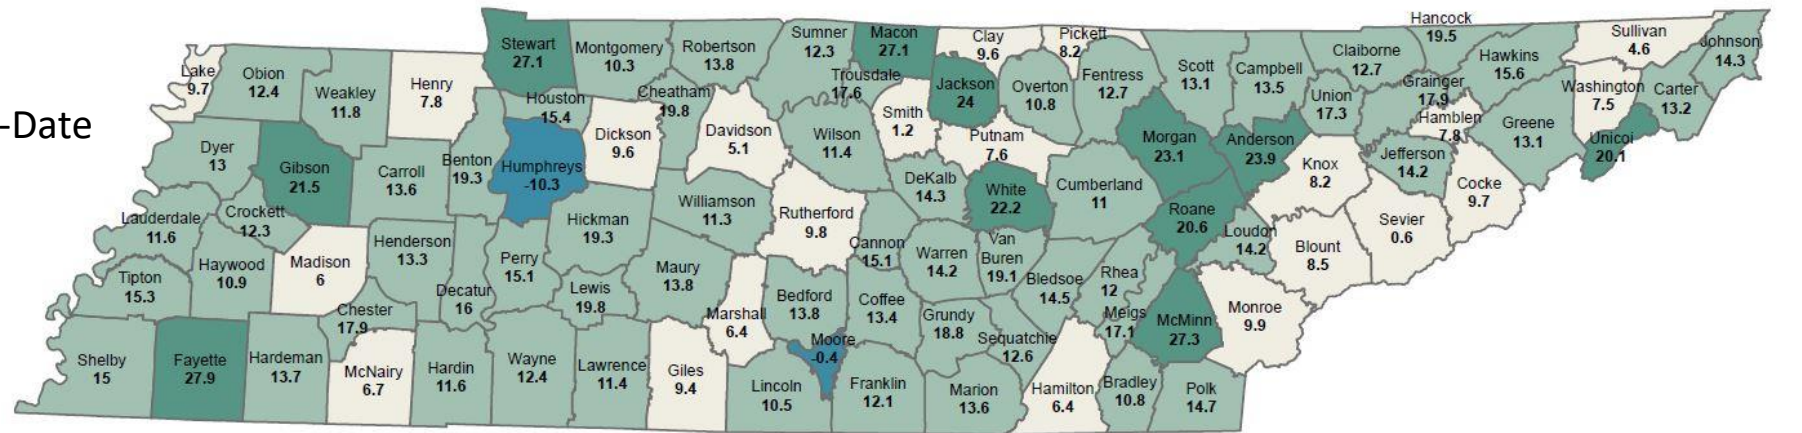 -Date
Lake
9.7
Obion
12.4
Weakley
11.8
Henry
7.8
Stewart
27.1
Montgomery
10.3
Robertson
13.8
Sumner
12.3
Macon
27.1
Trousdale
17.6
Clay
9.6
Pickett
8.2
Jackson
24
Overton
10.8
Fentress
12.7
Scott
13.1
Campbell
13.5
Claiborne
12.7
Hancock
19.5
Hawkins
15.6
Sullivan
4.6
Johnson
14.3
Union
17.3
Grainger
17.9
Hamblen
7.8
Greene
13.1
Washington
7.5
Carter
13.2
Unicoi
20.1
Dyer
13
Gibson
21.5
Carroll
13.6
Benton
19.3
Houston
15.4
Humphreys
-10.3
Dickson
9.6
Cheatham
19.8
Davidson
5.1
Wilson
11.4
Smith
1.2
Putnam
7.6
Morgan
23.1
Anderson
23.9
Knox
8.2
Jefferson
14.2
Cocke
9.7
Lauderdale
11.6
Crockett
12.3
Haywood
10.9
Madison
6
Henderson
13.3
Decatur
16
Perry
15.1
Hickman
19.3
Williamson
11.3
Rutherford
9.8
DeKalb
14.3
White
22.2
Cumberland
11
Roane
20.6
Loudon
14.2
Blount
8.5
Sevier
0.6
Tipton
15.3
Chester
17.9
Lewis
19.8
Maury
13.8
Marshall
6.4
Bedford
13.8
Cannon
15.1
Coffee
13.4
Warren
14.2
Van
Buren
19.1
Bledsoe
14.5
Rhea
12
Meigs
17.1
McMinn
27.3
Monroe
9.9
Shelby
15
Fayette
27.9
Hardeman
13.7
McNairy
6.7
Hardin
11.6
Wayne
12.4
Lawrence
11.4
Giles
9.4
Lincoln
10.5
Moore
-0.4
Franklin
12.1
Grundy
18.8
Sequatchie
12.6
Marion
13.6
Hamilton
6.4
Bradley
10.8
Polk
14.7